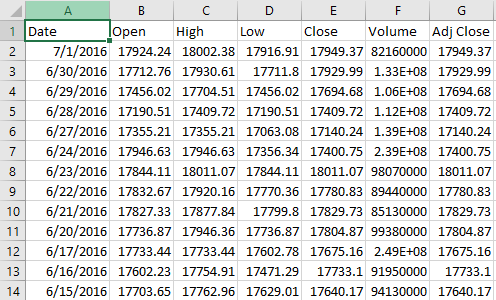 A B C D E F G
1 Date Open High Low Close Volume Adj Close
2 7/1/2016 17924.24 18002.38 17916.91 17949.37 82160000 17949.37
3 6/30/2016 17712.76 17930.61 17711.8 17929.99 1.33E+08 17929.99
4 6/29/2016 17456.02 17704.51 17456.02 17694.68 1.06E+08 17694.68
5 6/28/2016 17190.51 17409.72 17190.51 17409.72 1.12E+08 17409.72
6 6/27/2016 17355.21 17355.21 17063.08 17140.24 1.39E+08 17140.24
7 6/24/2016 17946.63 17946.63 17356.34 17400.75 2.39E+08 17400.75
8 6/23/2016 17844.11 18011.07 17844.11 18011.07 98070000 18011.07
9 6/22/2016 17832.67 17920.16 17770.36 17780.83 89440000 17780.83
10 6/21/2016 17827.33 17877.84 17799.8 17829.73 85130000 17829.73
11 6/20/2016 17736.87 17946.36 17736.87 17804.87 99380000 17804.87
12 6/17/2016 17733.44 17733.44 17602.78 17675.16 2.49E+08 17675.16
13 6/16/2016 17602.23 17754.91 17471.29 17733.1 91950000 17733.1
14 6/15/2016 17703.65 17762.96 17629.01 17640.17 94130000 17640.17